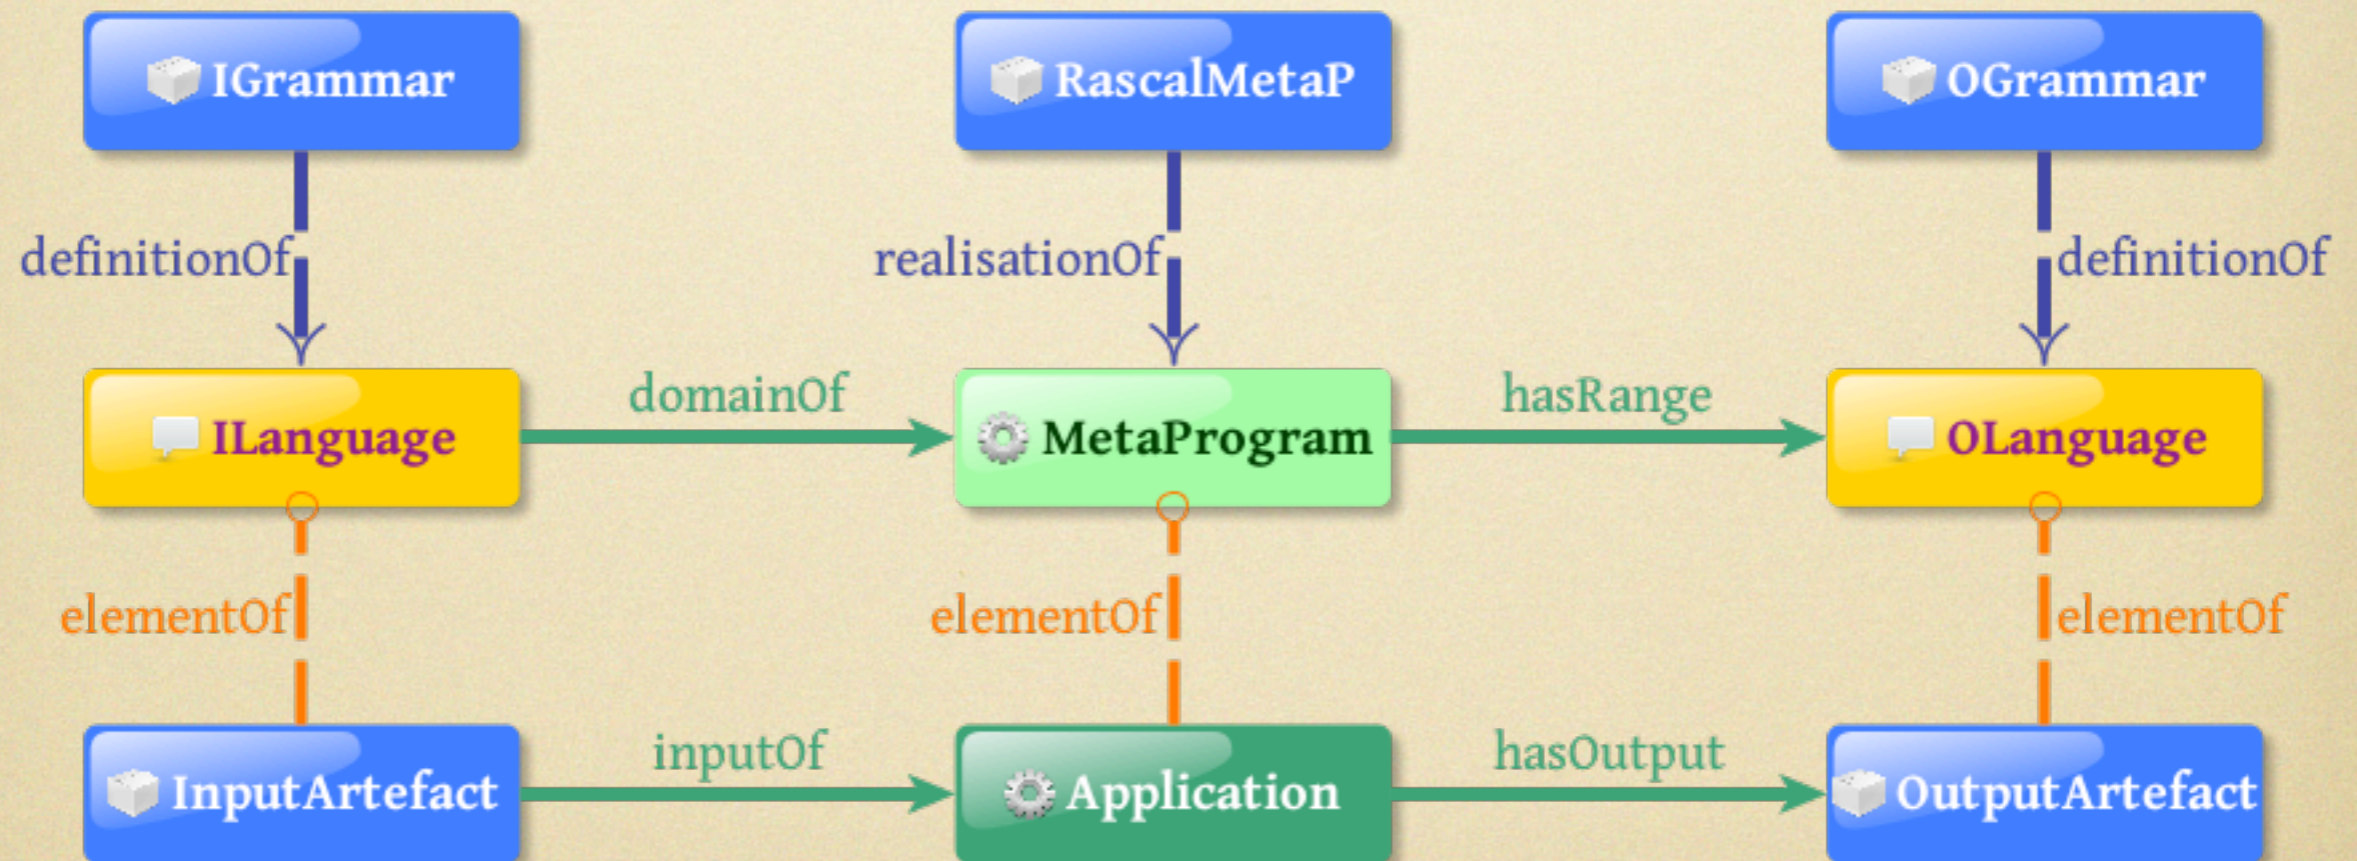 IGrammar
RascalMetaP
OGrammar
definitionOf
realisationOf
definitionOf
domainOf
hasRange
ILanguage
MetaProgram
OLanguage
elementOf
elementOf
elementOf
inputOf
hasOutput
InputArtefact
Application
OutputArtefact